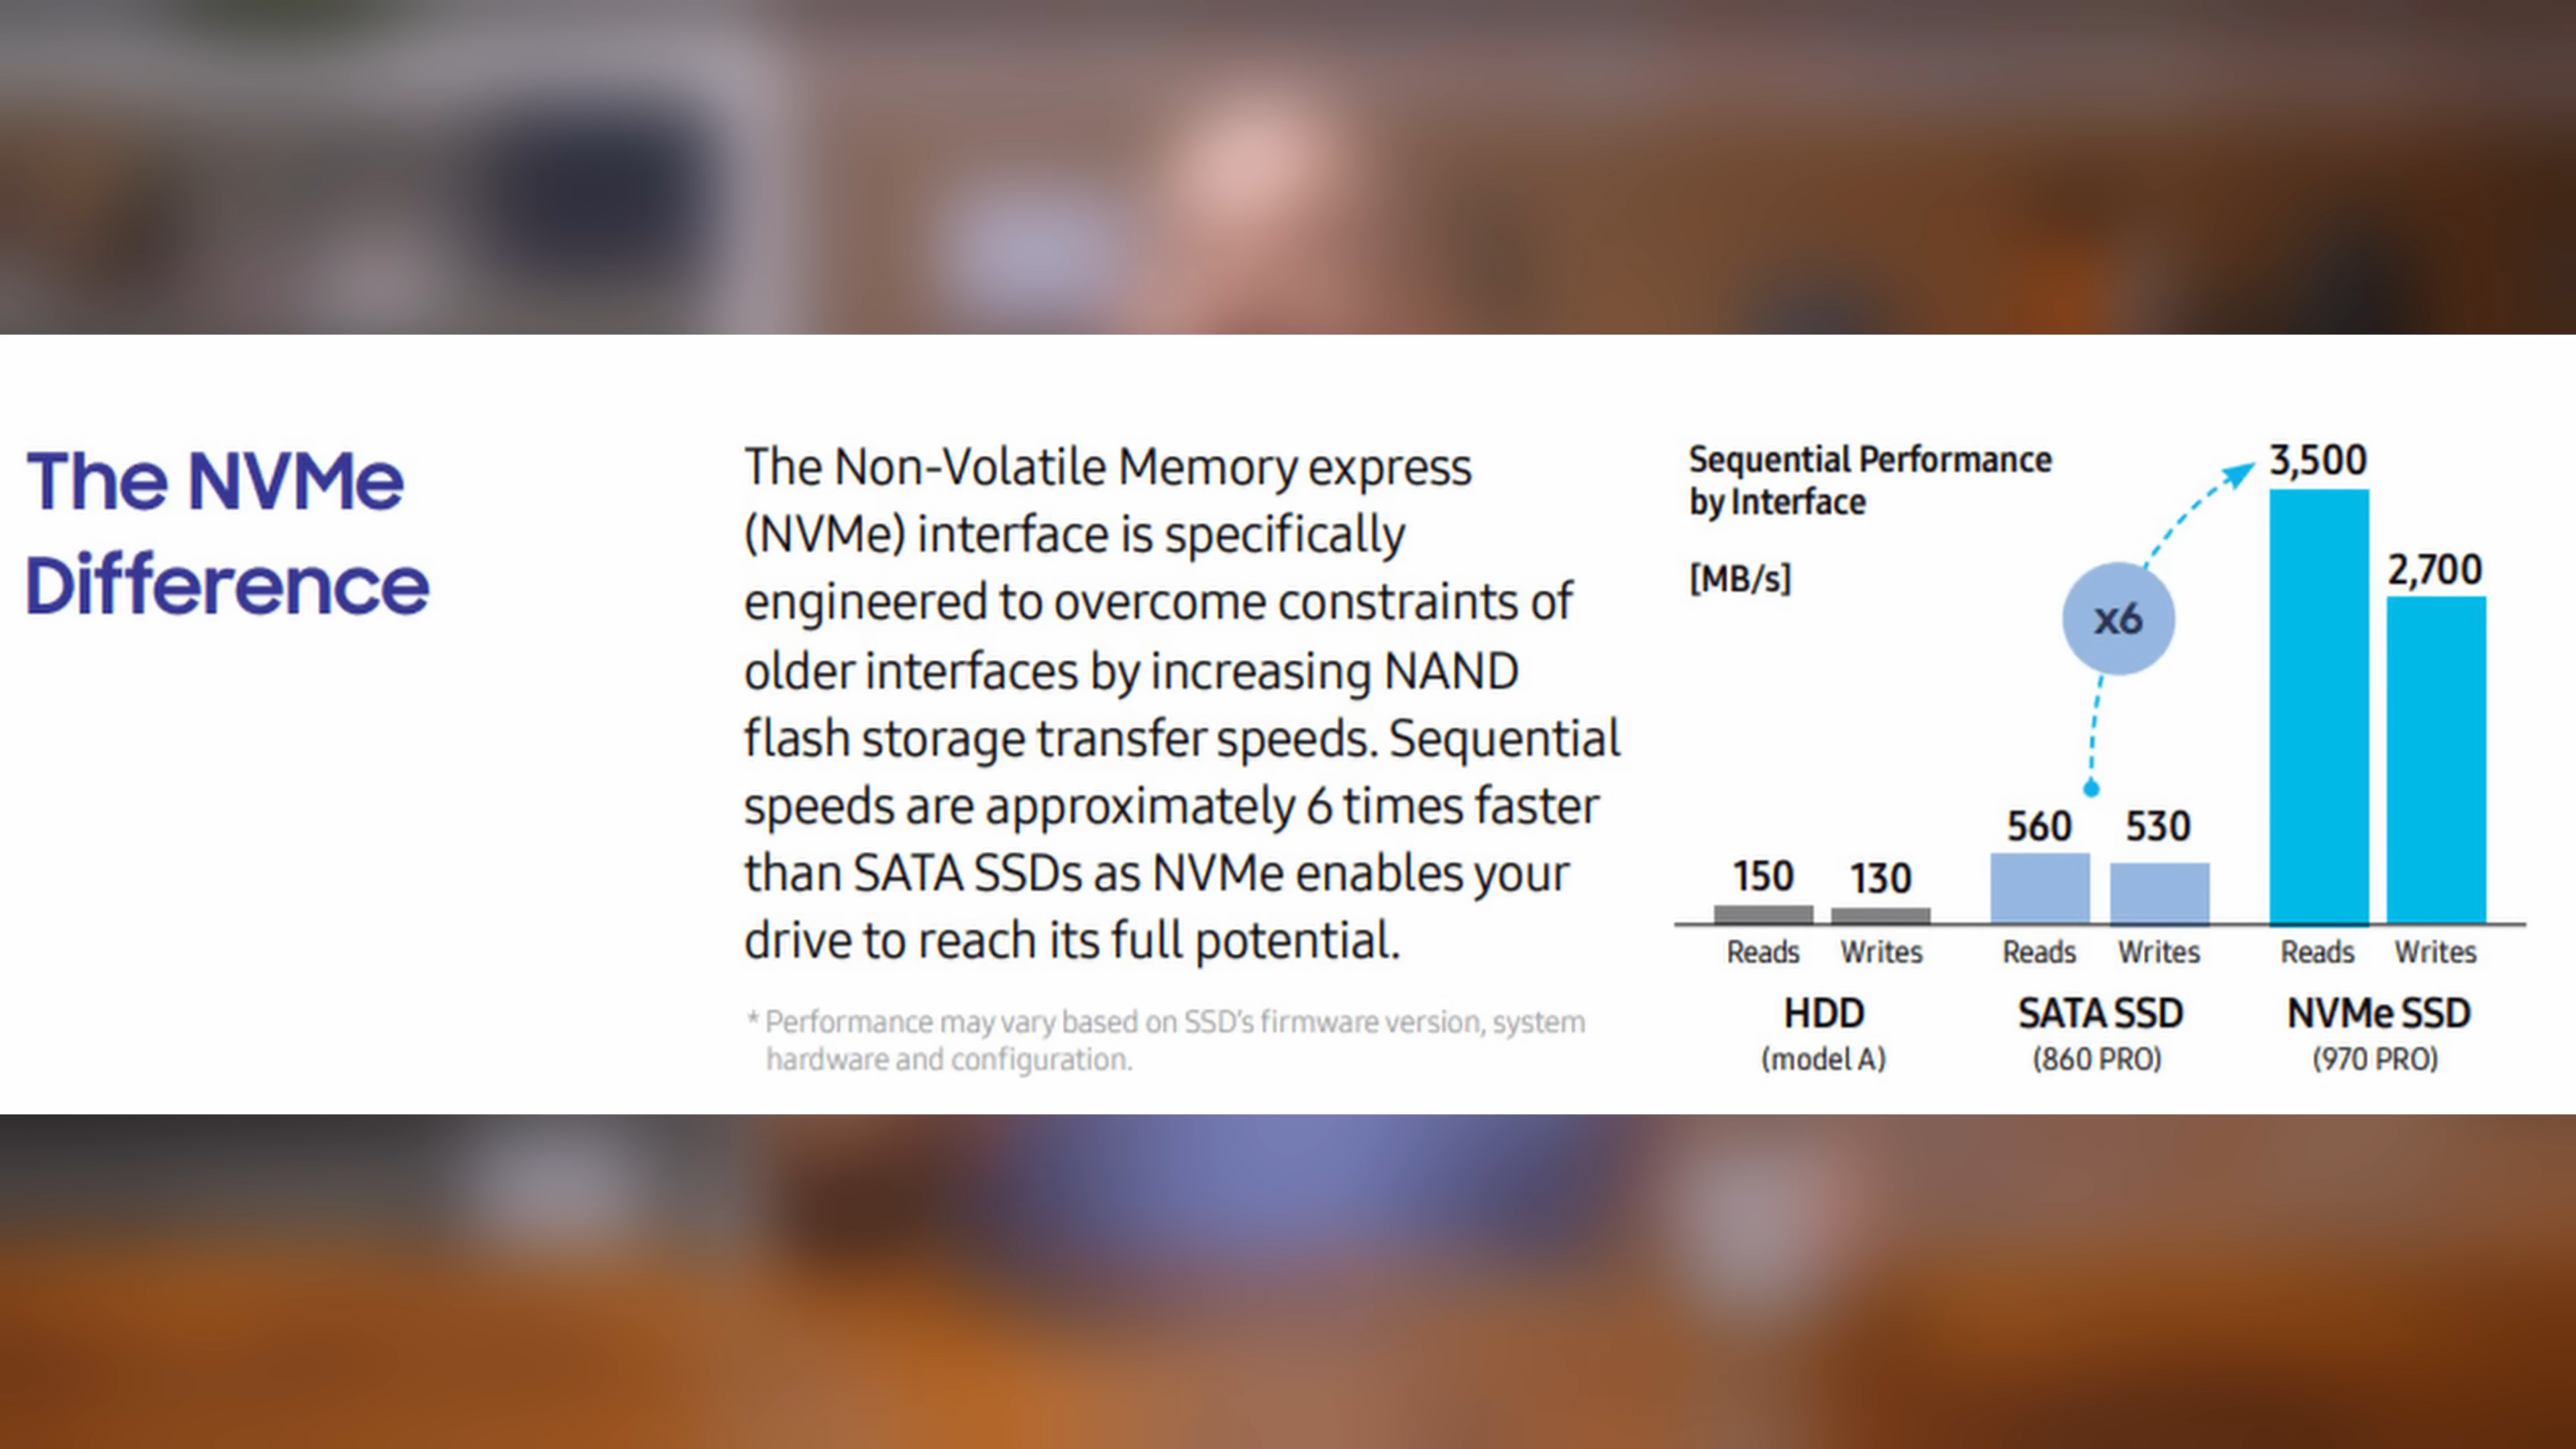 The NVMe
Difference
The Non-Volatile Memory express
(NVMe) interface is specifically
engineered to overcome constraints of
older interfaces by increasing NAND
flash storage transfer speeds. Sequential
speeds are approximately 6 times faster
than SATA SSDs as NVMe enables your
drive to reach its full potential.
* Performance may vary based on SSD's firmware version, system
hardware and configuration.
Sequential Performance
by Interface
[MB/s]
x6
3,500
2,700
560
530
150
130
Reads Writes Reads Writes Reads Writes
HDD SATA SSD NVMe SSD
(model A) (860 PRO) (970 PRO)